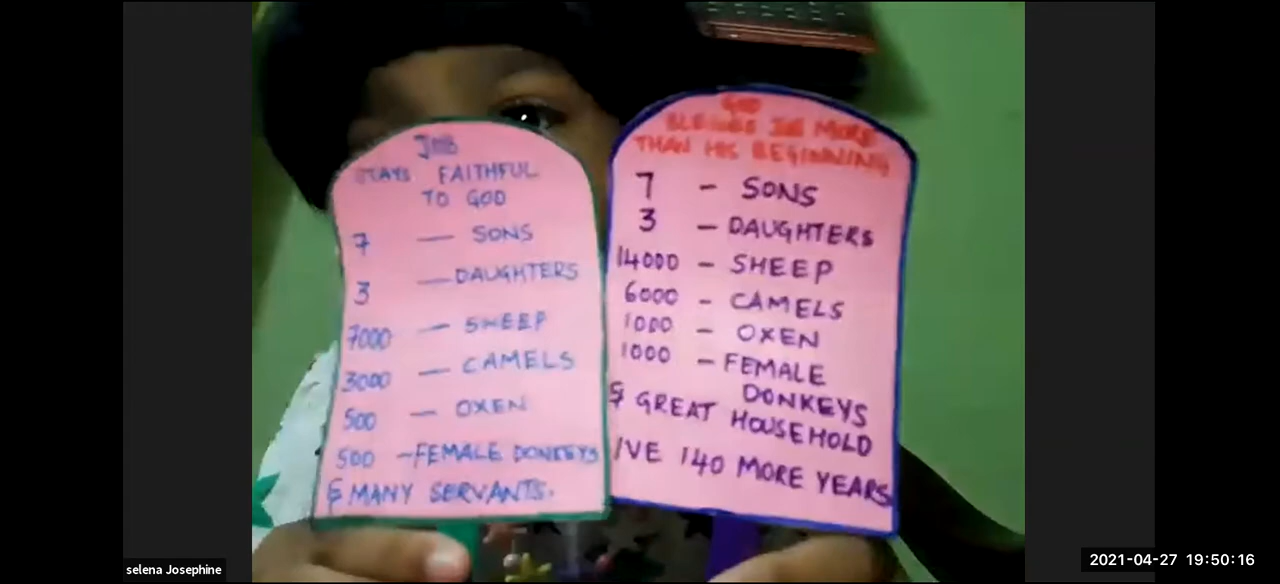 JOB
STAYS FAITHFUL
TO GOD
7 — SONS
3 — DAUGHTERS
7000 — SHEEP
3000 — CAMELS
500 — OXEN
500 – FEMALE DONKEYS
& MANY SERVANTS.
GOD
BLESSES JOB MORE
THAN HIS BEGINNING
7 – SONS
3 – DAUGHTERS
14000 – SHEEP
6000 – CAMELS
1000 – OXEN
1000 – FEMALE
DONKEYS
& GREAT HOUSEHOLD
IVE 140 MORE YEARS
selena Josephine
2021-04-27 19:50:16